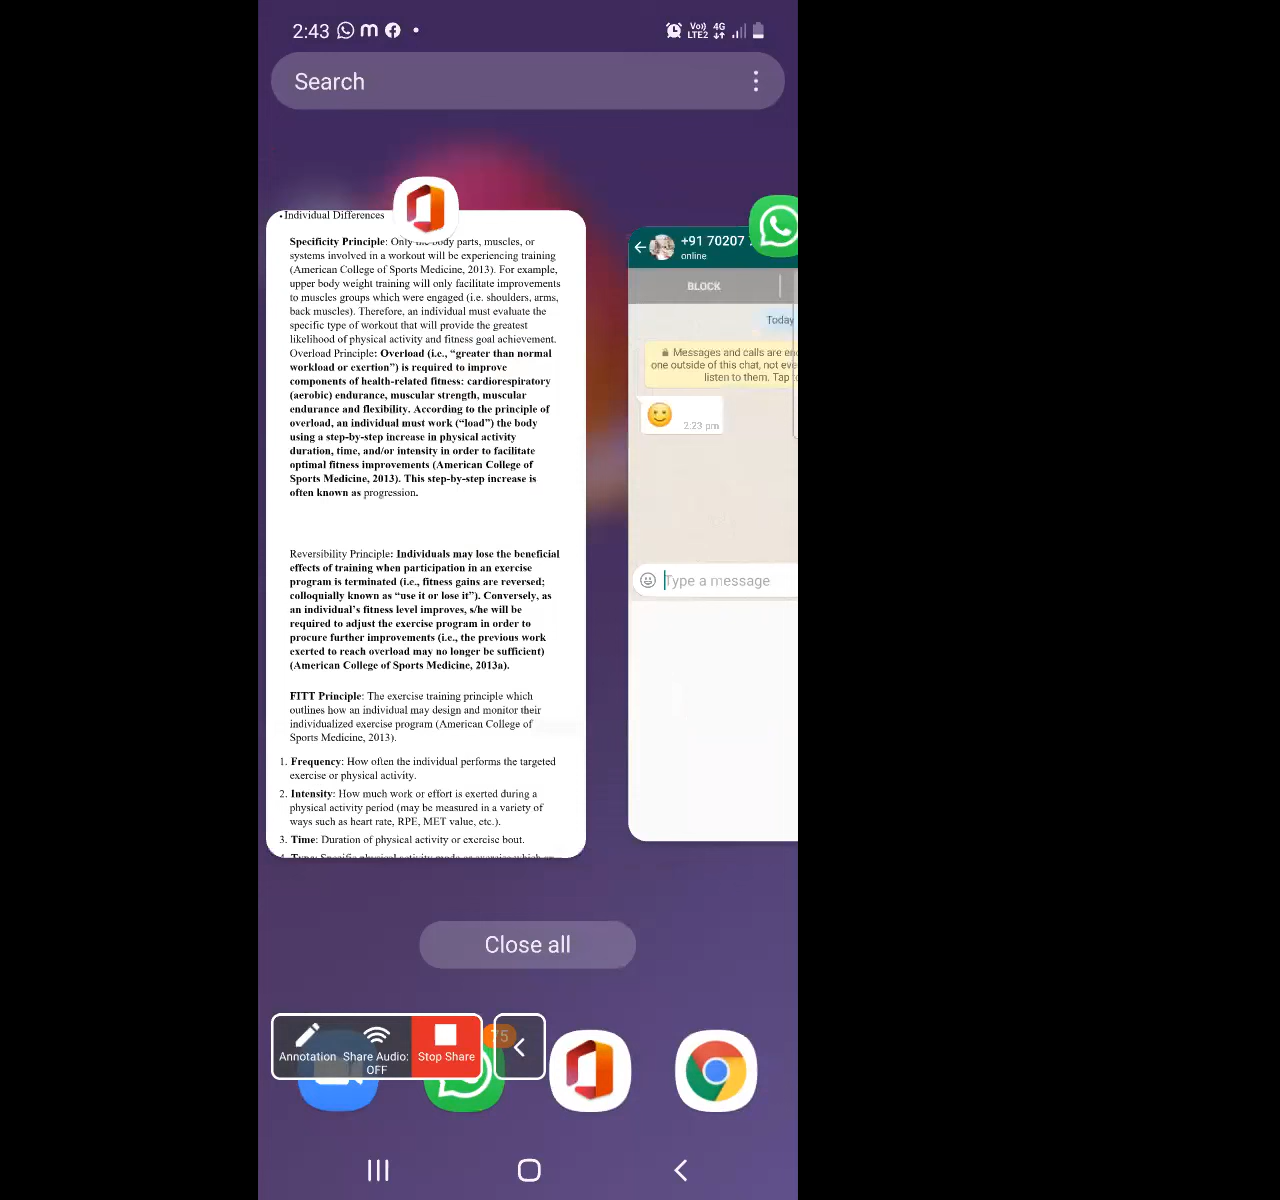 2:43
Vo)) 4G
LTE2
Search
• Individual Differences
Specificity Principle: Only the body parts, muscles, or
systems involved in a workout will be experiencing training
(American College of Sports Medicine, 2013). For example,
upper body weight training will only facilitate improvements
to muscles groups which were engaged (i.e. shoulders, arms,
back muscles). Therefore, an individual must evaluate the
specific type of workout that will provide the greatest
likelihood of physical activity and fitness goal achievement.
Overload Principle: Overload (i.e., “greater than normal
workload or exertion”) is required to improve
components of health-related fitness: cardiorespiratory
(aerobic) endurance, muscular strength, muscular
endurance and flexibility. According to the principle of
overload, an individual must work (“load”) the body
using a step-by-step increase in physical activity
duration, time, and/or intensity in order to facilitate
optimal fitness improvements (American College of
Sports Medicine, 2013). This step-by-step increase is
often known as progression.
Reversibility Principle: Individuals may lose the beneficial
effects of training when participation in an exercise
program is terminated (i.e., fitness gains are reversed;
colloquially known as “use it or lose it”). Conversely, as
an individual’s fitness level improves, s/he will be
required to adjust the exercise program in order to
procure further improvements (i.e., the previous work
exerted to reach overload may no longer be sufficient)
(American College of Sports Medicine, 2013a).
FITT Principle: The exercise training principle which
outlines how an individual may design and monitor their
individualized exercise program (American College of
Sports Medicine, 2013).
1. Frequency: How often the individual performs the targeted
exercise or physical activity.
2. Intensity: How much work or effort is exerted during a
physical activity period (may be measured in a variety of
ways such as heart rate, RPE, MET value, etc.).
3. Time: Duration of physical activity or exercise bout.
+91 70207
online
BLOCK
Today
Messages and calls are
one outside of this chat, not
listen to them. Tap
2:23 pm
Type a message
Close all
75
Annotation
Share Audio:
OFF
Stop Share